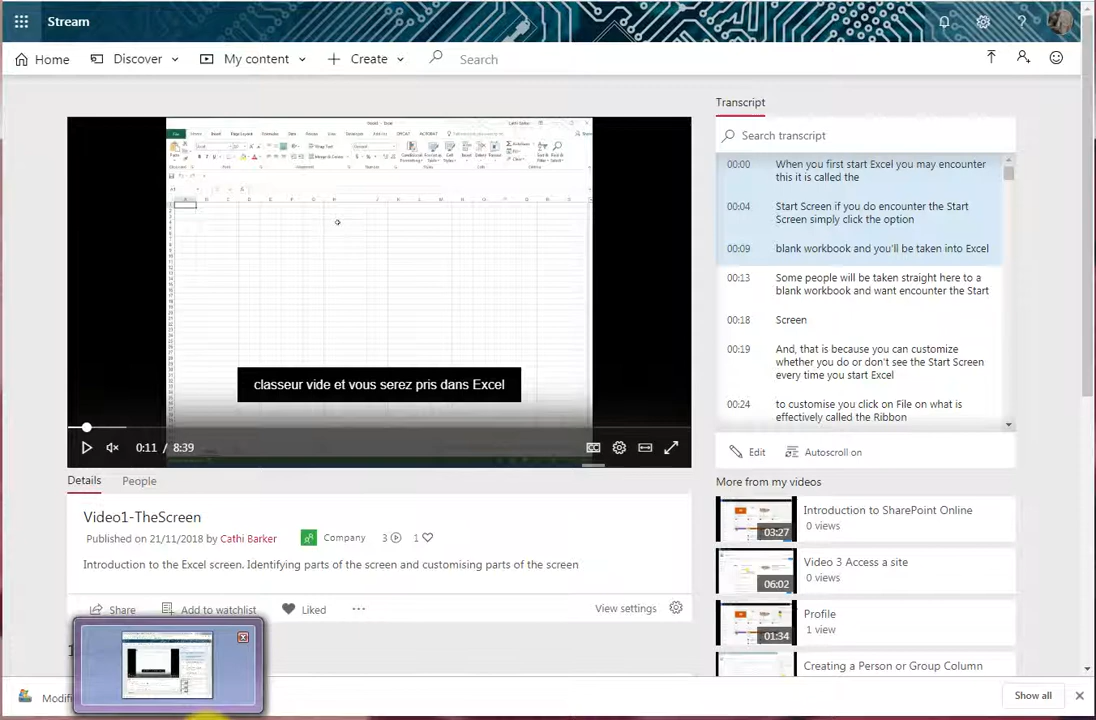 Stream
Home
Discover
My content
Create
Search
Transcript
Search transcript
00:00
When you first start Excel you may encounter
this it is called the
00:04
Start Screen if you do encounter the Start
Screen simply click the option
00:09
blank workbook and you'll be taken into Excel
00:13
Some people will be taken straight here to a
blank workbook and want encounter the Start
00:18
Screen
00:19
And, that is because you can customize
whether you do or don't see the Start Screen
every time you start Excel
00:24
to customise you click on File on what is
effectively called the Ribbon
Edit
Autoscroll on
classeur vide et vous serez pris dans Excel
0:11 / 8:39
Details
People
Video1-TheScreen
Published on 21/11/2018 by Cathi Barker
Company
3
1
Introduction to the Excel screen. Identifying parts of the screen and customising parts of the screen
Share
Add to watchlist
Liked
View settings
More from my videos
03:27
Introduction to SharePoint Online
0 views
06:02
Video 3 Access a site
0 views
01:34
Profile
1 view
Creating a Person or Group Column
Modifi
Show all